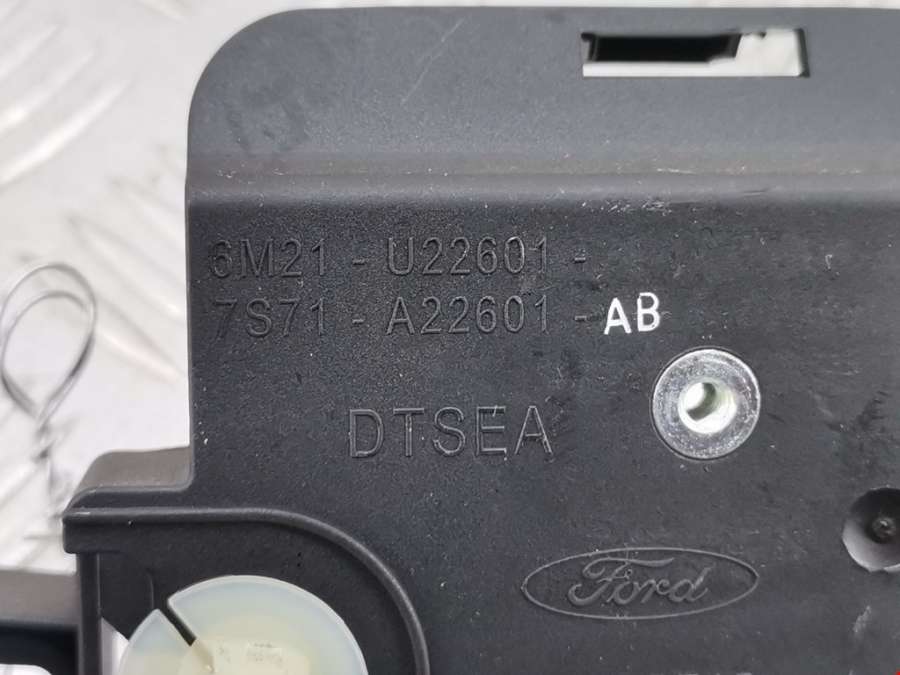 6M21 - U22601 -
7S71 - A22601 - AB
DTSEA
Ford